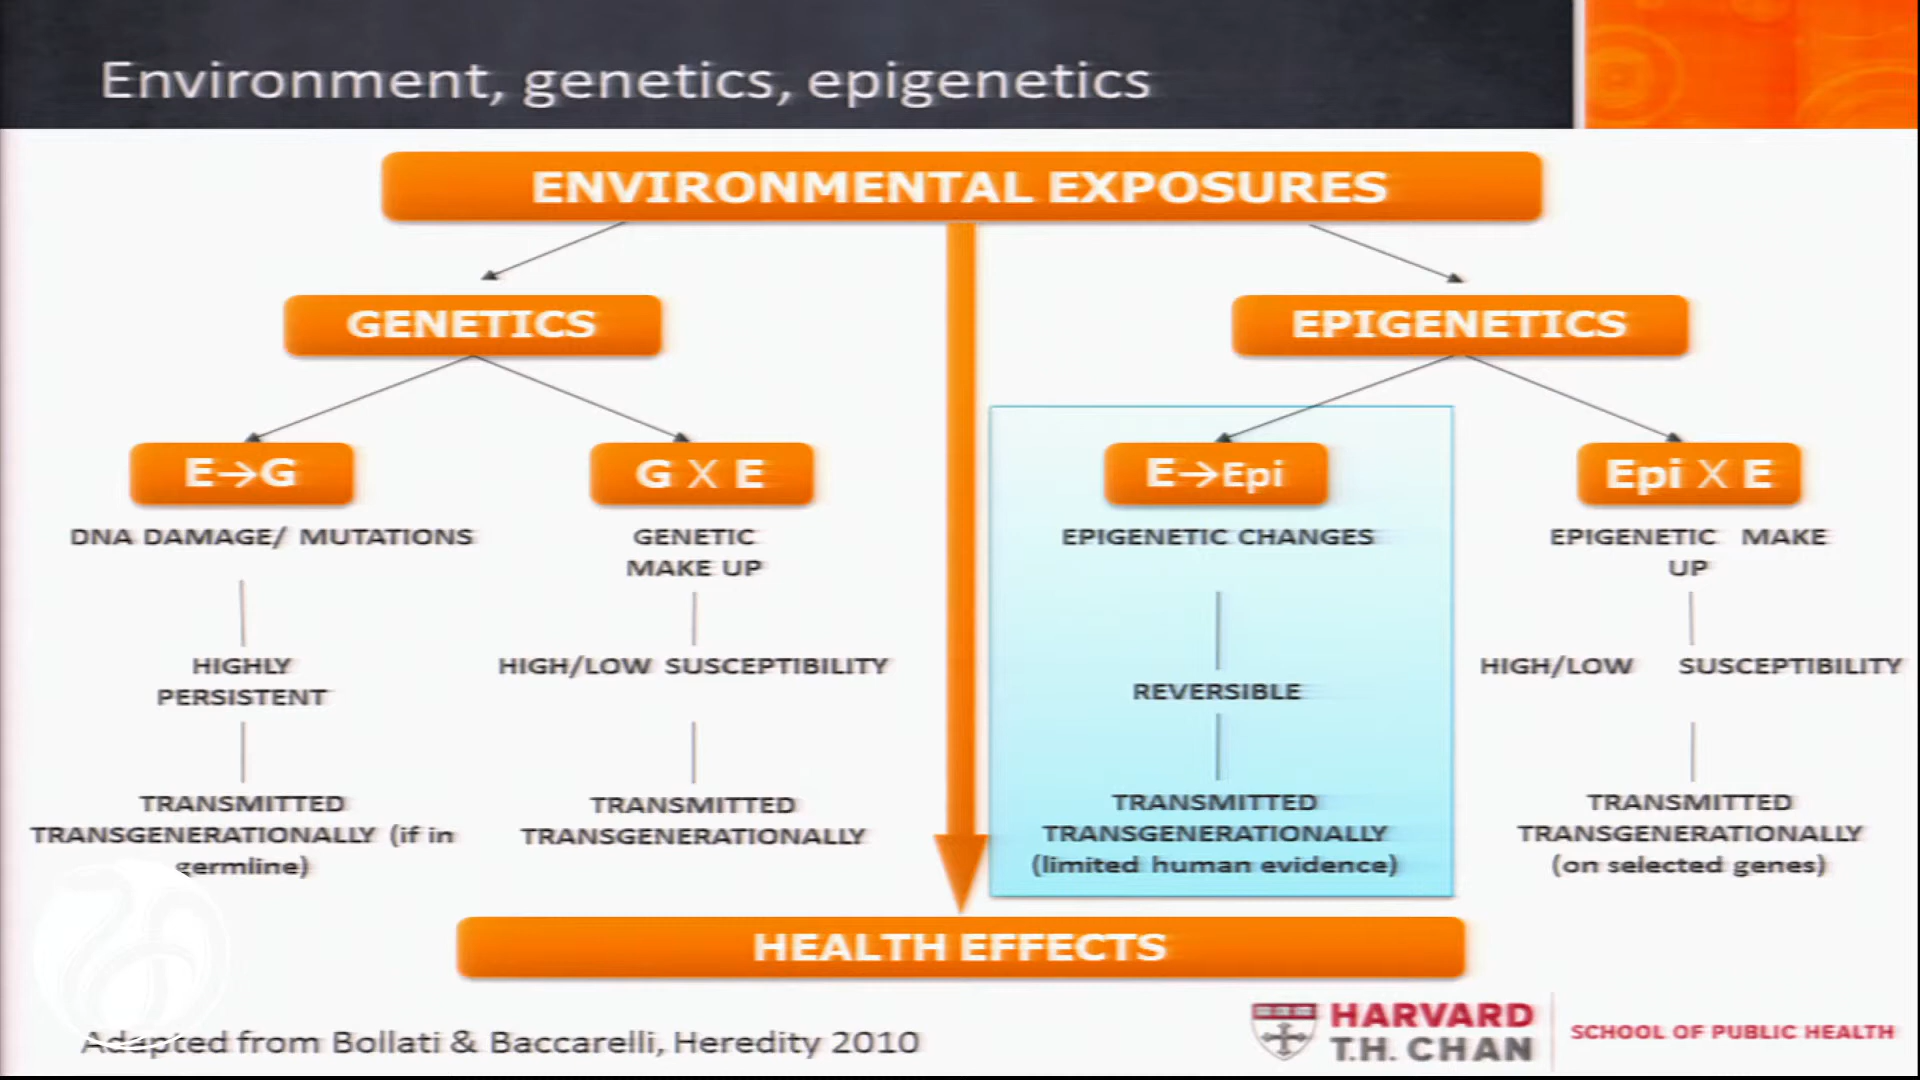 Environment, genetics, epigenetics
ENVIRONMENTAL EXPOSURES
GENETICS
EPIGENETICS
E→G
G X E
E→Epi
Epi X E
DNA DAMAGE/ MUTATIONS
HIGHLY
PERSISTENT
TRANSMITTED
TRANSGENERATIONALLY (if in
germline)
GENETIC
MAKE UP
HIGH/LOW SUSCEPTIBILITY
TRANSMITTED
TRANSGENERATIONALLY
EPIGENETIC CHANGES
REVERSIBLE
TRANSMITTED
TRANSGENERATIONALLY
(limited human evidence)
EPIGENETIC MAKE
UP
HIGH/LOW SUSCEPTIBILITY
TRANSMITTED
TRANSGENERATIONALLY
(on selected genes)
HEALTH EFFECTS
Adapted from Bollati & Baccarelli, Heredity 2010
HARVARD
T.H. CHAN
SCHOOL OF PUBLIC HEALTH